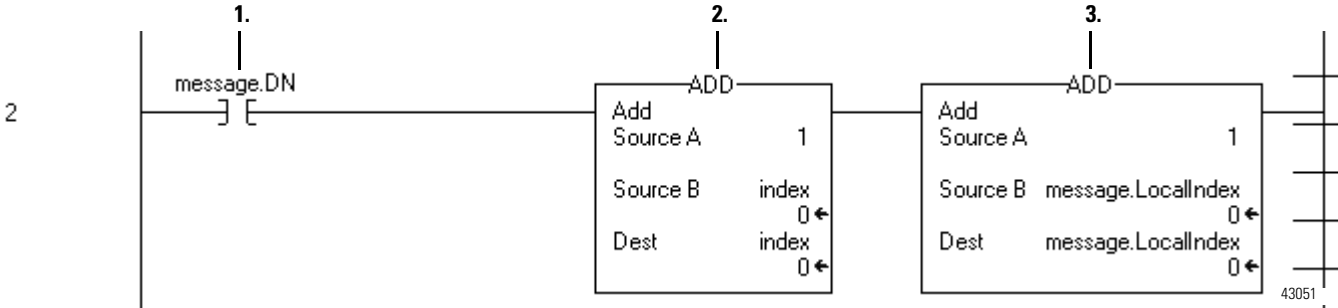 1. 2. 3.
message.DN ADD ADD
2 Add Add
Source A 1 Source A 1
Source B index Source B message.LocalIndex
0 0
Dest index Dest message.LocalIndex
0 0
43051